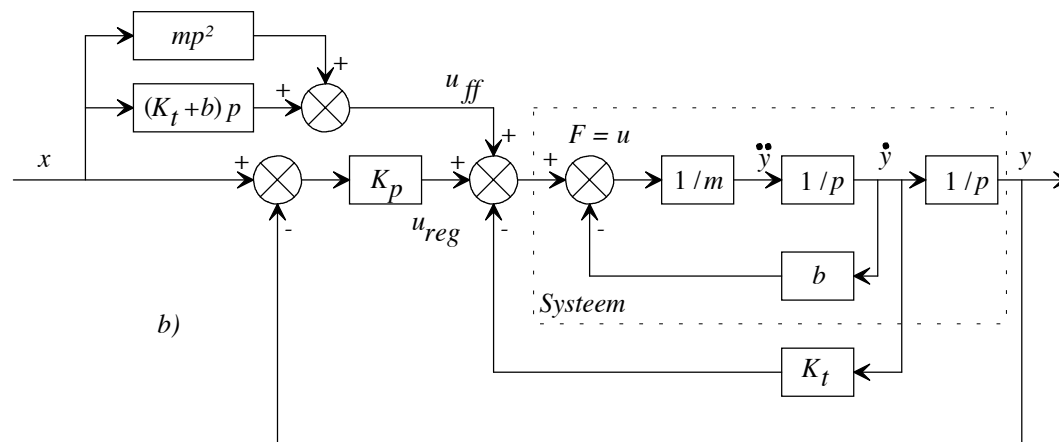 mp²
+
(K_t + b) p
+
u_ff
+
F = u
x
+
K_p
+
+
1/m
ÿ
1/p
ẏ
1/p
y
-
u_reg
-
-
b
Systeem
b)
K_t
-